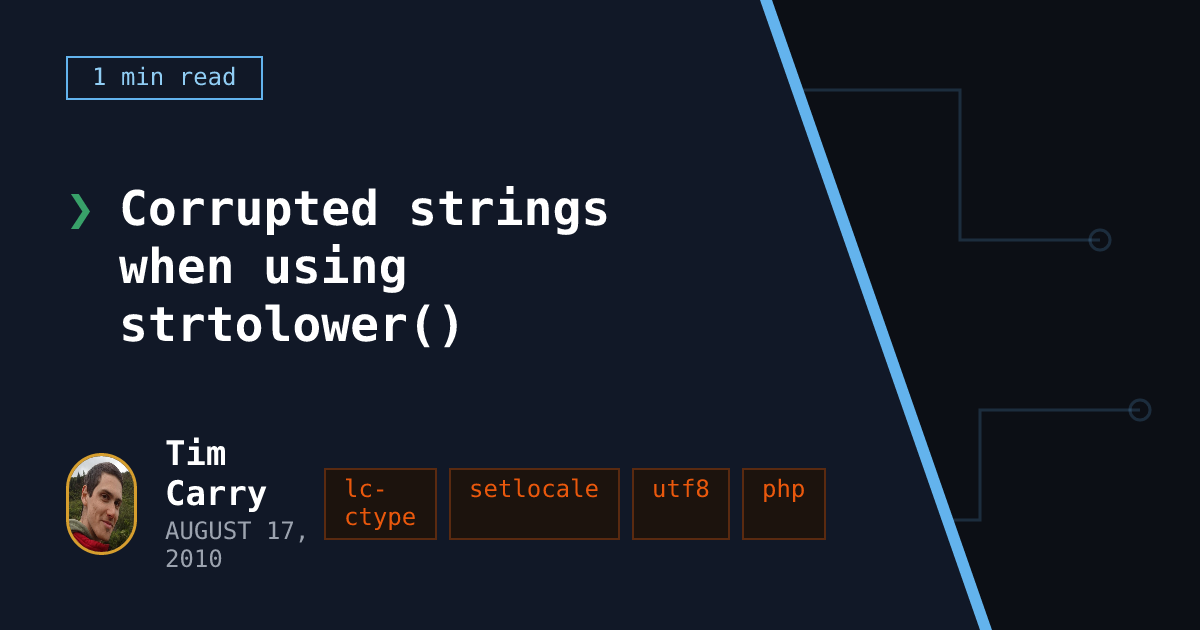 1 min read
❯ Corrupted strings
when using
strtolower()
Tim
Carry
AUGUST 17,
2010
lc-
ctype
setlocale
utf8
php